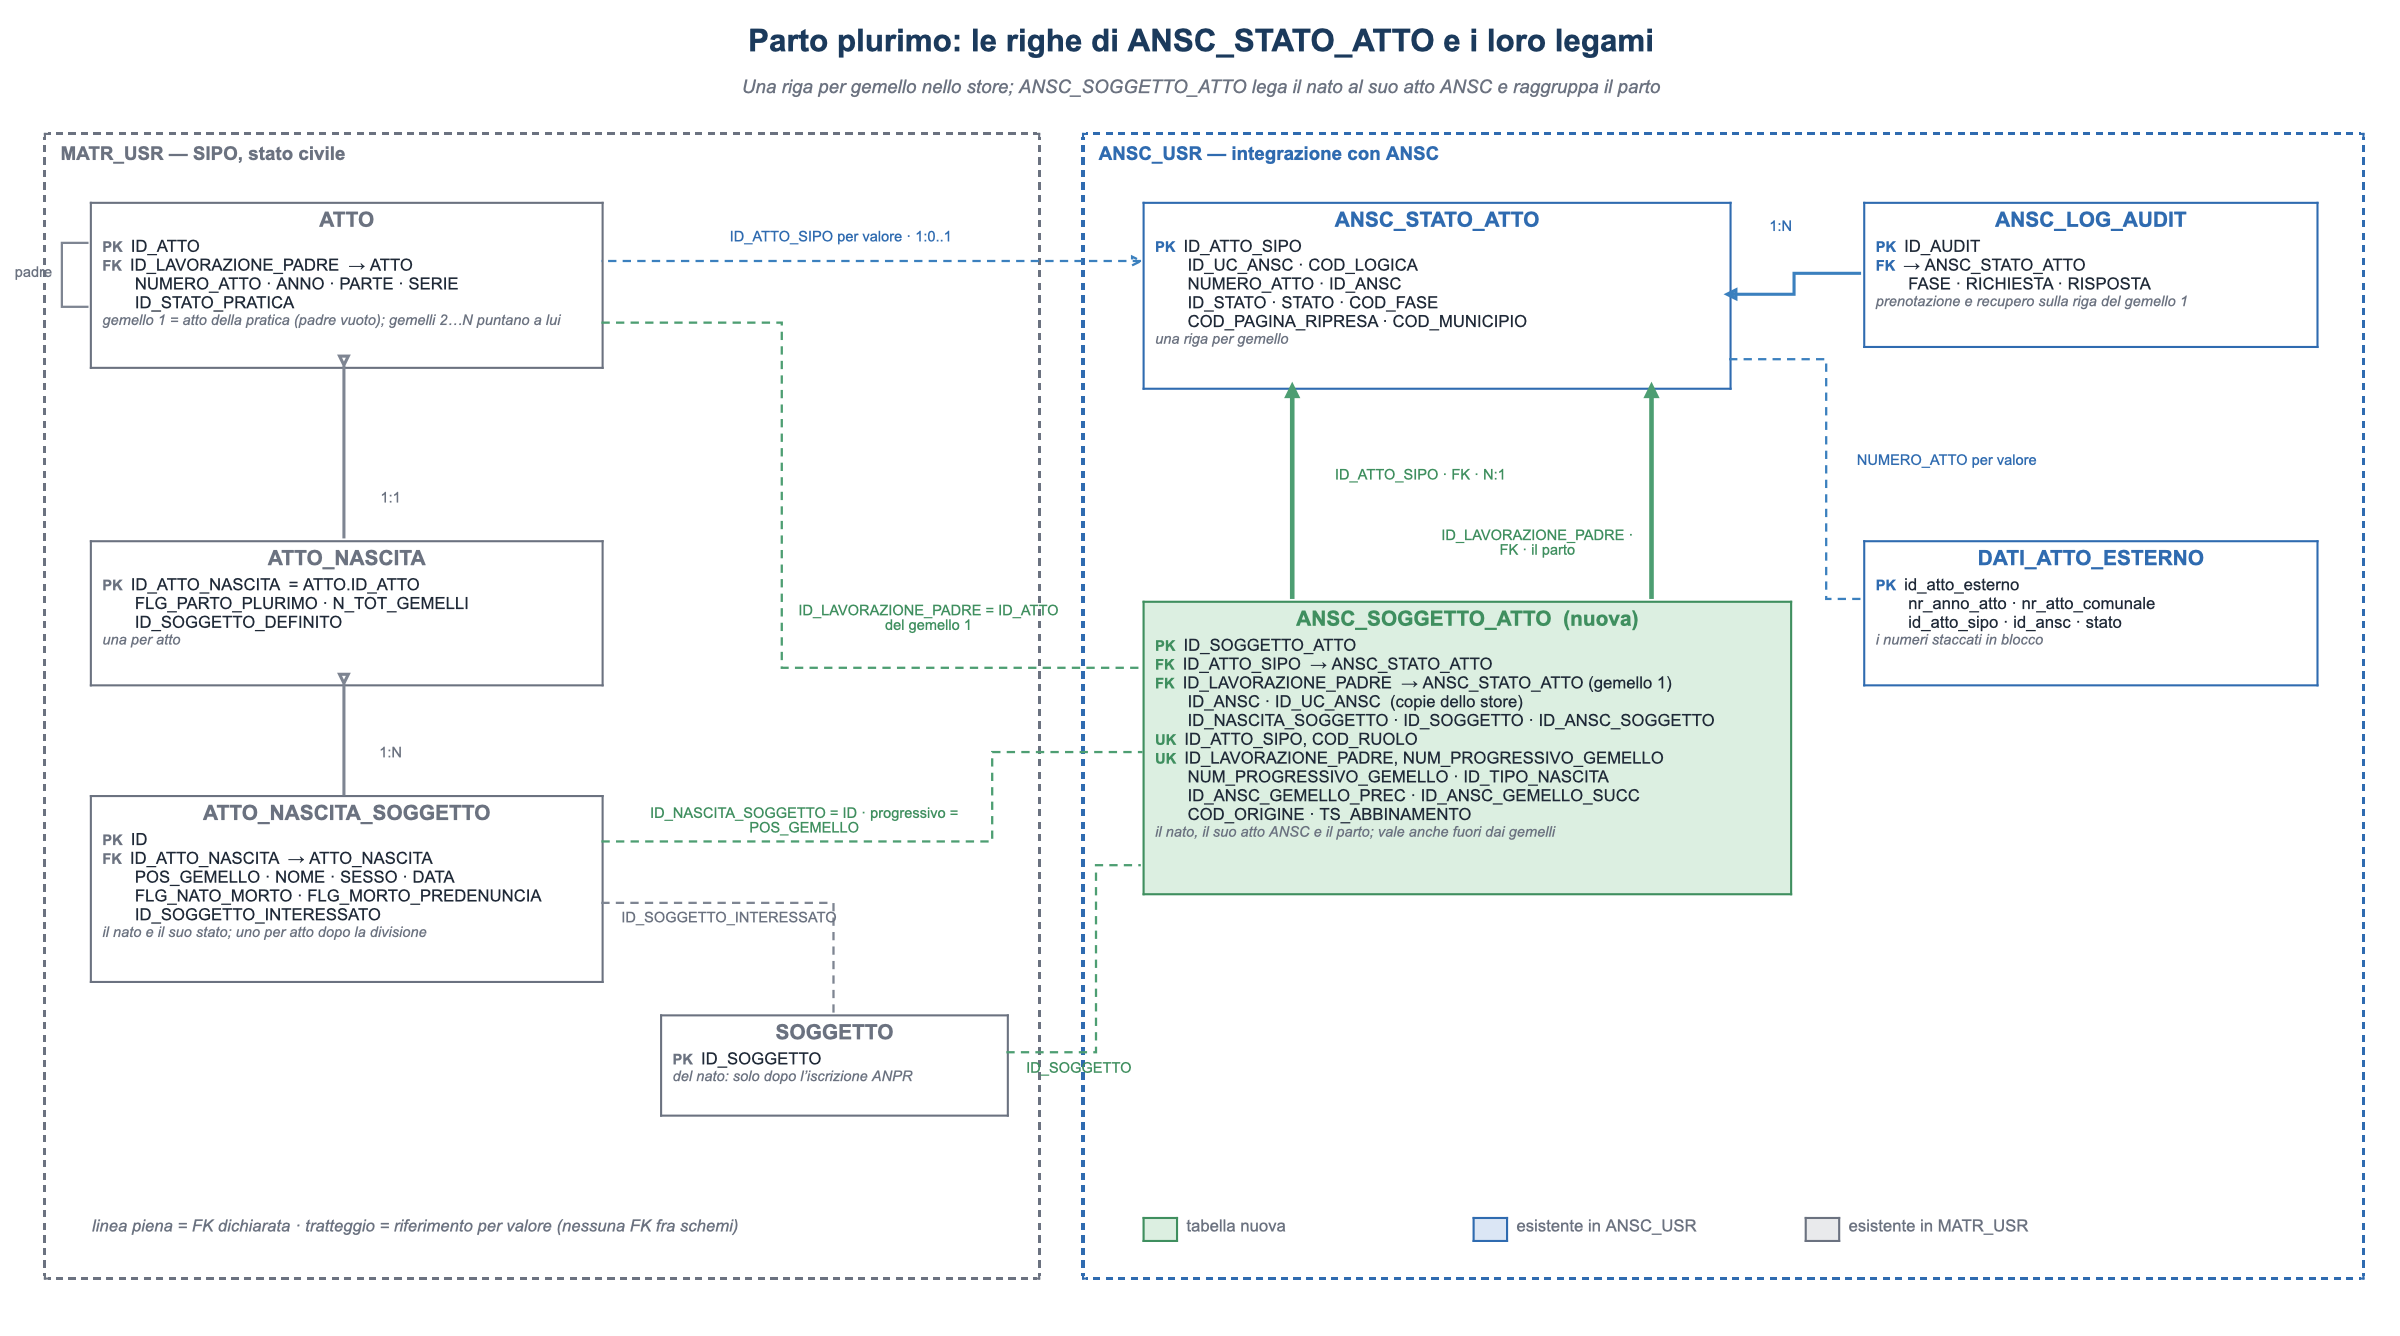 Parto plurimo: le righe di ANSC_STATO_ATTO e i loro legami
Una riga per gemello nello store; ANSC_SOGGETTO_ATTO lega il nato al suo atto ANSC e raggruppa il parto
MATR_USR — SIPO, stato civile
ATTO
PK ID_ATTO
FK ID_LAVORAZIONE_PADRE → ATTO
NUMERO_ATTO · ANNO · PARTE · SERIE
ID_STATO_PRATICA
gemello 1 = atto della pratica (padre vuoto); gemelli 2…N puntano a lui
padre
1:1
ATTO_NASCITA
PK ID_ATTO_NASCITA = ATTO.ID_ATTO
FLG_PARTO_PLURIMO · N_TOT_GEMELLI
ID_SOGGETTO_DEFINITO
una per atto
1:N
ATTO_NASCITA_SOGGETTO
PK ID
FK ID_ATTO_NASCITA → ATTO_NASCITA
POS_GEMELLO · NOME · SESSO · DATA
FLG_NATO_MORTO · FLG_MORTO_PREDENUNCIA
ID_SOGGETTO_INTERESSATO
il nato e il suo stato; uno per atto dopo la divisione
ID_SOGGETTO_INTERESSATO
SOGGETTO
PK ID_SOGGETTO
del nato: solo dopo l'iscrizione ANPR
ID_ATTO_SIPO per valore · 1:0..1
ID_LAVORAZIONE_PADRE = ID_ATTO
del gemello 1
ID_NASCITA_SOGGETTO = ID · progressivo =
POS_GEMELLO
ID_SOGGETTO
linea piena = FK dichiarata · tratteggio = riferimento per valore (nessuna FK fra schemi)
ANSC_USR — integrazione con ANSC
ANSC_STATO_ATTO
PK ID_ATTO_SIPO
ID_UC_ANSC · COD_LOGICA
NUMERO_ATTO · ID_ANSC
ID_STATO · STATO · COD_FASE
COD_PAGINA_RIPRESA · COD_MUNICIPIO
una riga per gemello
1:N
ANSC_LOG_AUDIT
PK ID_AUDIT
FK → ANSC_STATO_ATTO
FASE · RICHIESTA · RISPOSTA
prenotazione e recupero sulla riga del gemello 1
ID_ATTO_SIPO · FK · N:1
ID_LAVORAZIONE_PADRE ·
FK · il parto
NUMERO_ATTO per valore
DATI_ATTO_ESTERNO
PK id_atto_esterno
nr_anno_atto · nr_atto_comunale
id_atto_sipo · id_ansc · stato
i numeri staccati in blocco
ANSC_SOGGETTO_ATTO (nuova)
PK ID_SOGGETTO_ATTO
FK ID_ATTO_SIPO → ANSC_STATO_ATTO
FK ID_LAVORAZIONE_PADRE → ANSC_STATO_ATTO (gemello 1)
ID_ANSC · ID_UC_ANSC (copie dello store)
ID_NASCITA_SOGGETTO · ID_SOGGETTO · ID_ANSC_SOGGETTO
UK ID_ATTO_SIPO, COD_RUOLO
UK ID_LAVORAZIONE_PADRE, NUM_PROGRESSIVO_GEMELLO
NUM_PROGRESSIVO_GEMELLO · ID_TIPO_NASCITA
ID_ANSC_GEMELLO_PREC · ID_ANSC_GEMELLO_SUCC
COD_ORIGINE · TS_ABBINAMENTO
il nato, il suo atto ANSC e il parto; vale anche fuori dai gemelli
tabella nuova
esistente in ANSC_USR
esistente in MATR_USR